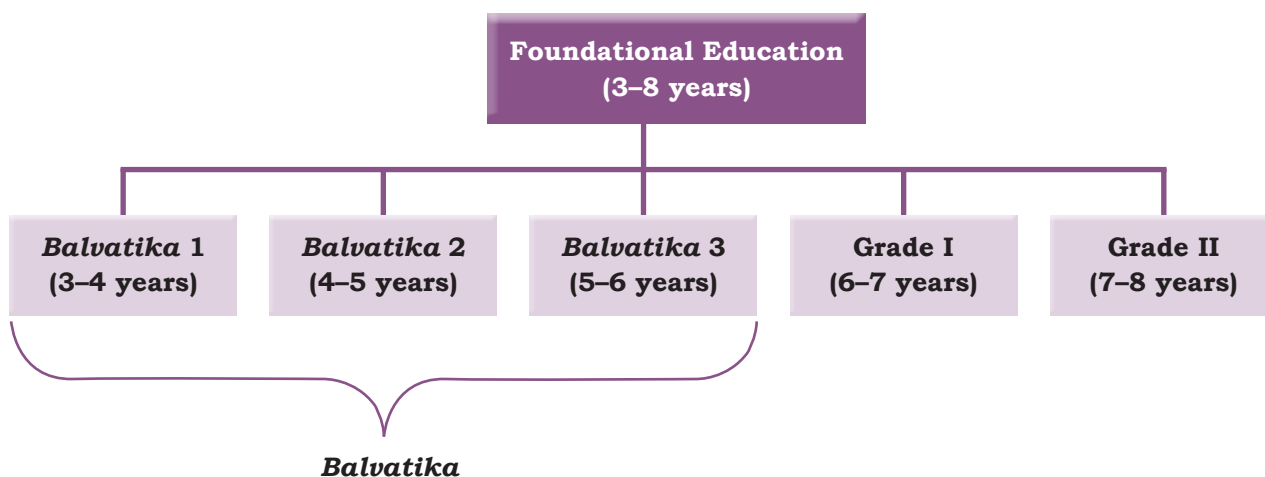 Foundational Education
(3–8 years)
Balvatika 1
(3–4 years)
Balvatika 2
(4–5 years)
Balvatika 3
(5–6 years)
Grade I
(6–7 years)
Grade II
(7–8 years)
Balvatika